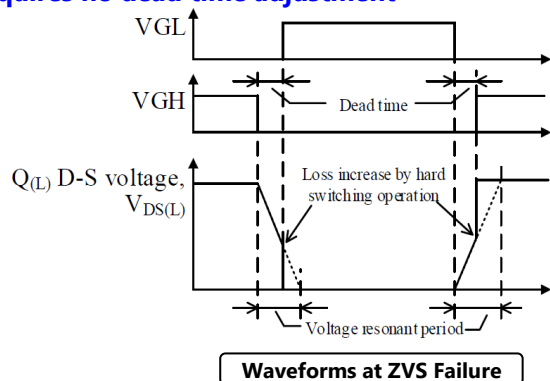 quires no dead time adjustment
VGL
VGH
Dead time
Q(L) D-S voltage,
VDS(L)
Loss increase by hard
switching operation
Voltage resonant period
Waveforms at ZVS Failure